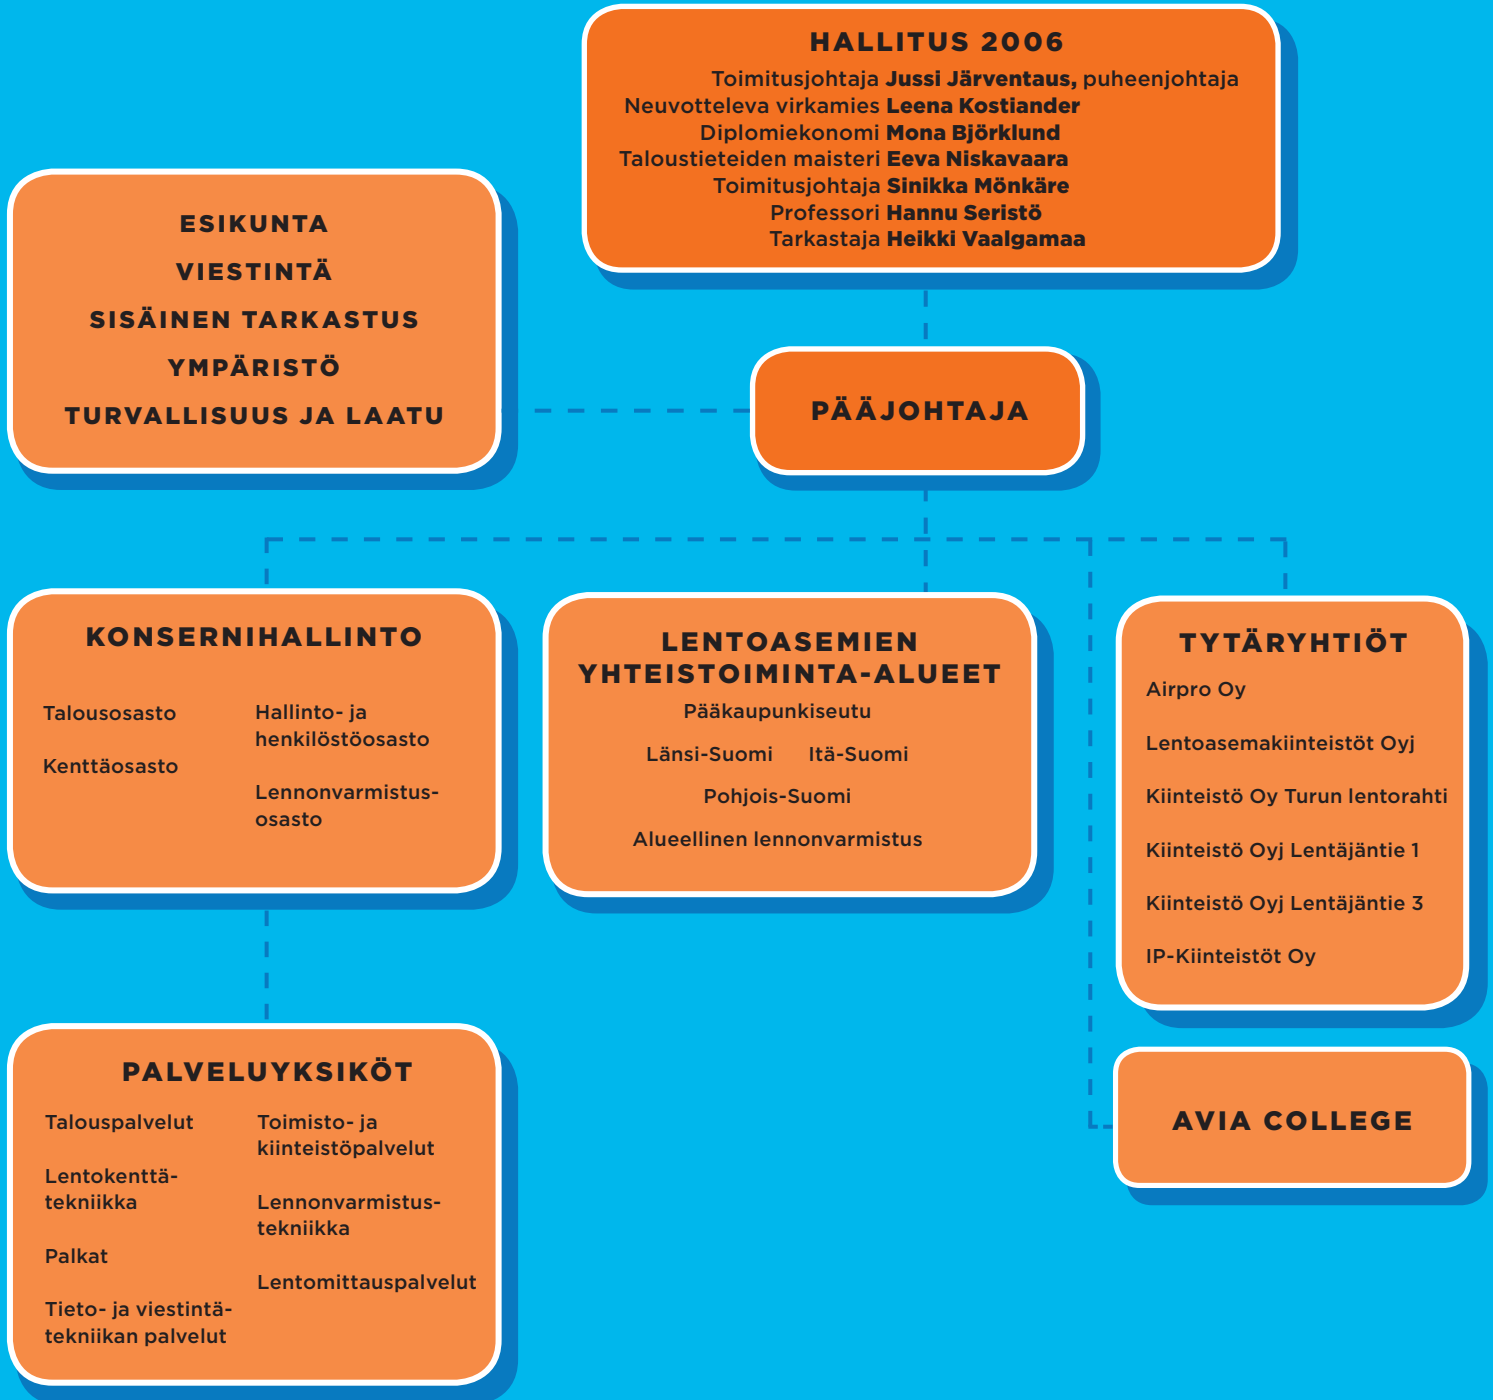 HALLITUS 2006
Toimitusjohtaja Jussi Järventaus, puheenjohtaja
Neuvotteleva virkamies Leena Kostiander
Diplomiekonomi Mona Björklund
Taloustieteiden maisteri Eeva Niskavaara
Toimitusjohtaja Sinikka Mönkäre
Professori Hannu Seristö
Tarkastaja Heikki Vaalgamaa
ESIKUNTA
VIESTINTÄ
SISÄINEN TARKASTUS
YMPÄRISTÖ
TURVALLISUUS JA LAATU
PÄÄJOHTAJA
KONSERNIHALLINTO
Talousosasto
Kenttäosasto
Hallinto- ja
henkilöstöosasto
Lennonvarmistus-
osasto
LENTOASEMIEN
YHTEISTOIMINTA-ALUEET
Pääkaupunkiseutu
Länsi-Suomi Itä-Suomi
Pohjois-Suomi
Alueellinen lennonvarmistus
TYTÄRYHTIÖT
Airpro Oy
Lentoasemakiinteistöt Oyj
Kiinteistö Oy Turun lentorahti
Kiinteistö Oyj Lentäjäntie 1
Kiinteistö Oyj Lentäjäntie 3
IP-Kiinteistöt Oy
PALVELUYKSIKÖT
Talouspalvelut
Lentokenttä-
tekniikka
Palkat
Tieto- ja viestintä-
tekniikan palvelut
Toimisto- ja
kiinteistöpalvelut
Lennonvarmistus-
tekniikka
Lentomittauspalvelut
AVIA COLLEGE